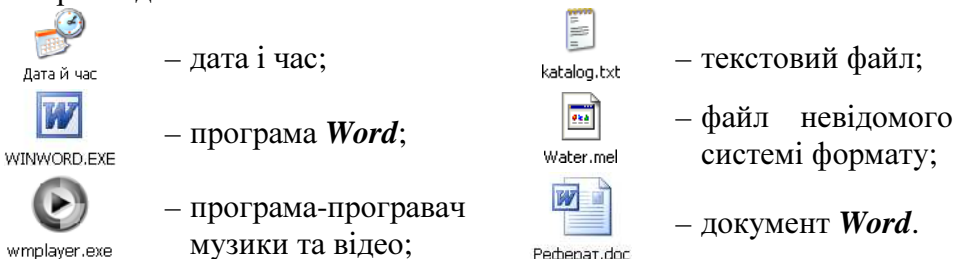 Дата й час
– дата і час;
katalog.txt
– текстовий файл;
WINWORD.EXE
– програма Word;
Water.mel
– файл невідомого
системі формату;
wmplayer.exe
– програма-програвач
музики та відео;
Реферат.doc
– документ Word.